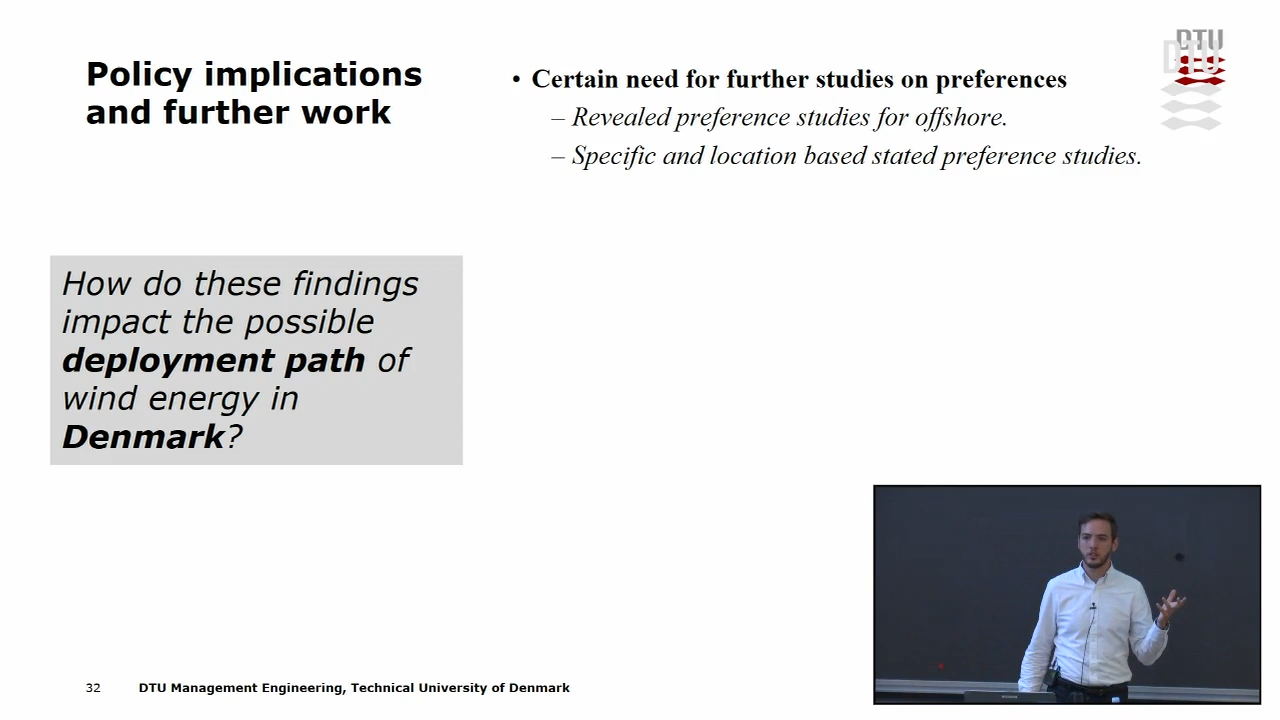 Policy implications
and further work
• Certain need for further studies on preferences
– Revealed preference studies for offshore.
– Specific and location based stated preference studies.
DTU
DTU
How do these findings
impact the possible
deployment path of
wind energy in
Denmark?
32 DTU Management Engineering, Technical University of Denmark